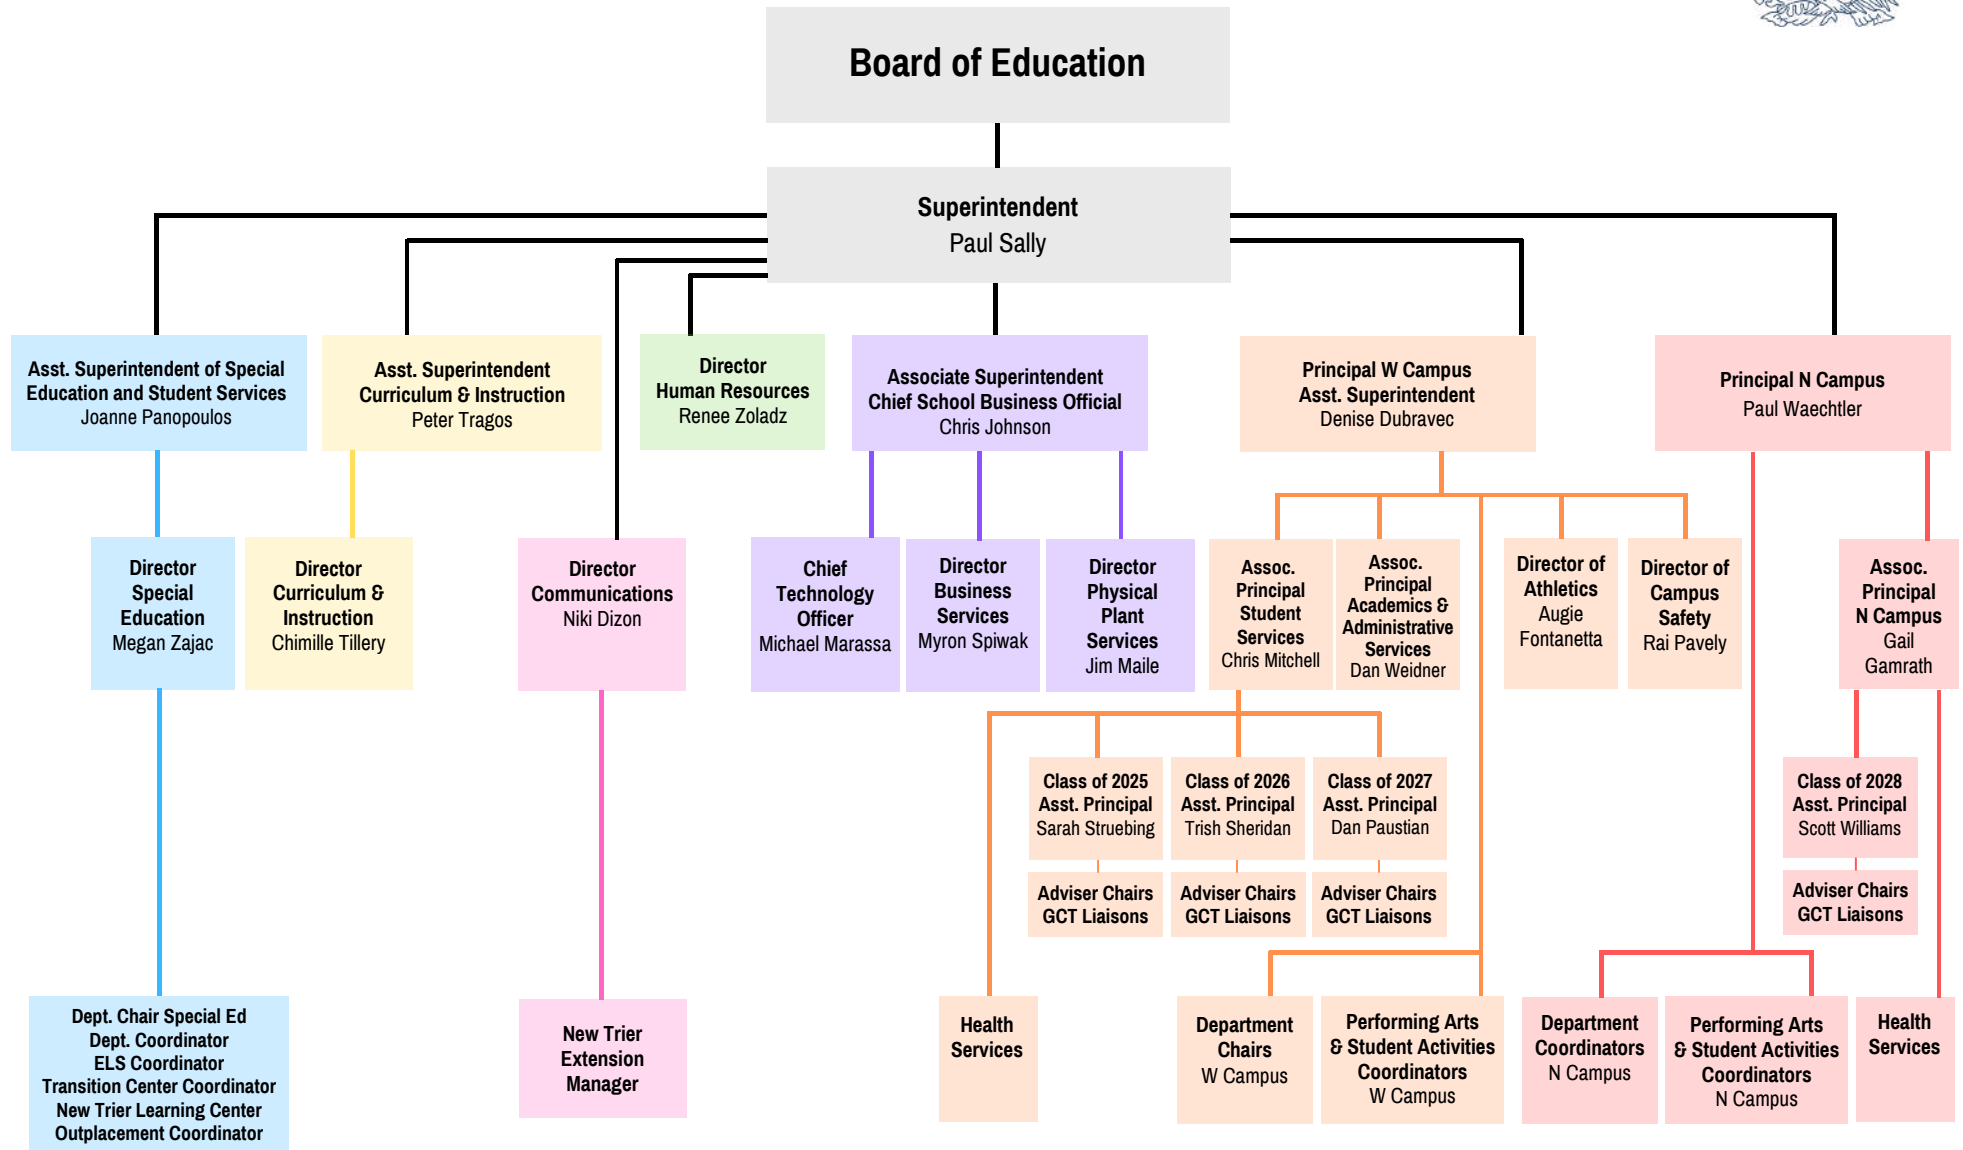 Board of Education
Superintendent
Paul Sally
Asst. Superintendent of Special
Education and Student Services
Joanne Panopoulos
Asst. Superintendent
Curriculum & Instruction
Peter Tragos
Director
Human Resources
Renee Zoladz
Associate Superintendent
Chief School Business Official
Chris Johnson
Principal W Campus
Asst. Superintendent
Denise Dubravec
Principal N Campus
Paul Waechtler
Director
Special
Education
Megan Zajac
Director
Curriculum &
Instruction
Chimille Tillery
Director
Communications
Niki Dizon
Chief
Technology
Officer
Michael Marassa
Director
Business
Services
Myron Spiwak
Director
Physical
Plant
Services
Jim Maile
Assoc.
Principal
Student
Services
Chris Mitchell
Assoc.
Principal
Academics &
Administrative
Services
Dan Weidner
Director of
Athletics
Augie
Fontanetta
Director of
Campus
Safety
Rai Pavely
Assoc.
Principal
N Campus
Gail
Gamrath
Class of 2025
Asst. Principal
Sarah Struebing
Class of 2026
Asst. Principal
Trish Sheridan
Class of 2027
Asst. Principal
Dan Paustian
Class of 2028
Asst. Principal
Scott Williams
Adviser Chairs
GCT Liaisons
Adviser Chairs
GCT Liaisons
Adviser Chairs
GCT Liaisons
Adviser Chairs
GCT Liaisons
Dept. Chair Special Ed
Dept. Coordinator
ELS Coordinator
Transition Center Coordinator
New Trier Learning Center
Outplacement Coordinator
New Trier
Extension
Manager
Health
Services
Department
Chairs
W Campus
Performing Arts
& Student Activities
Coordinators
W Campus
Department
Coordinators
N Campus
Performing Arts
& Student Activities
Coordinators
N Campus
Health
Services